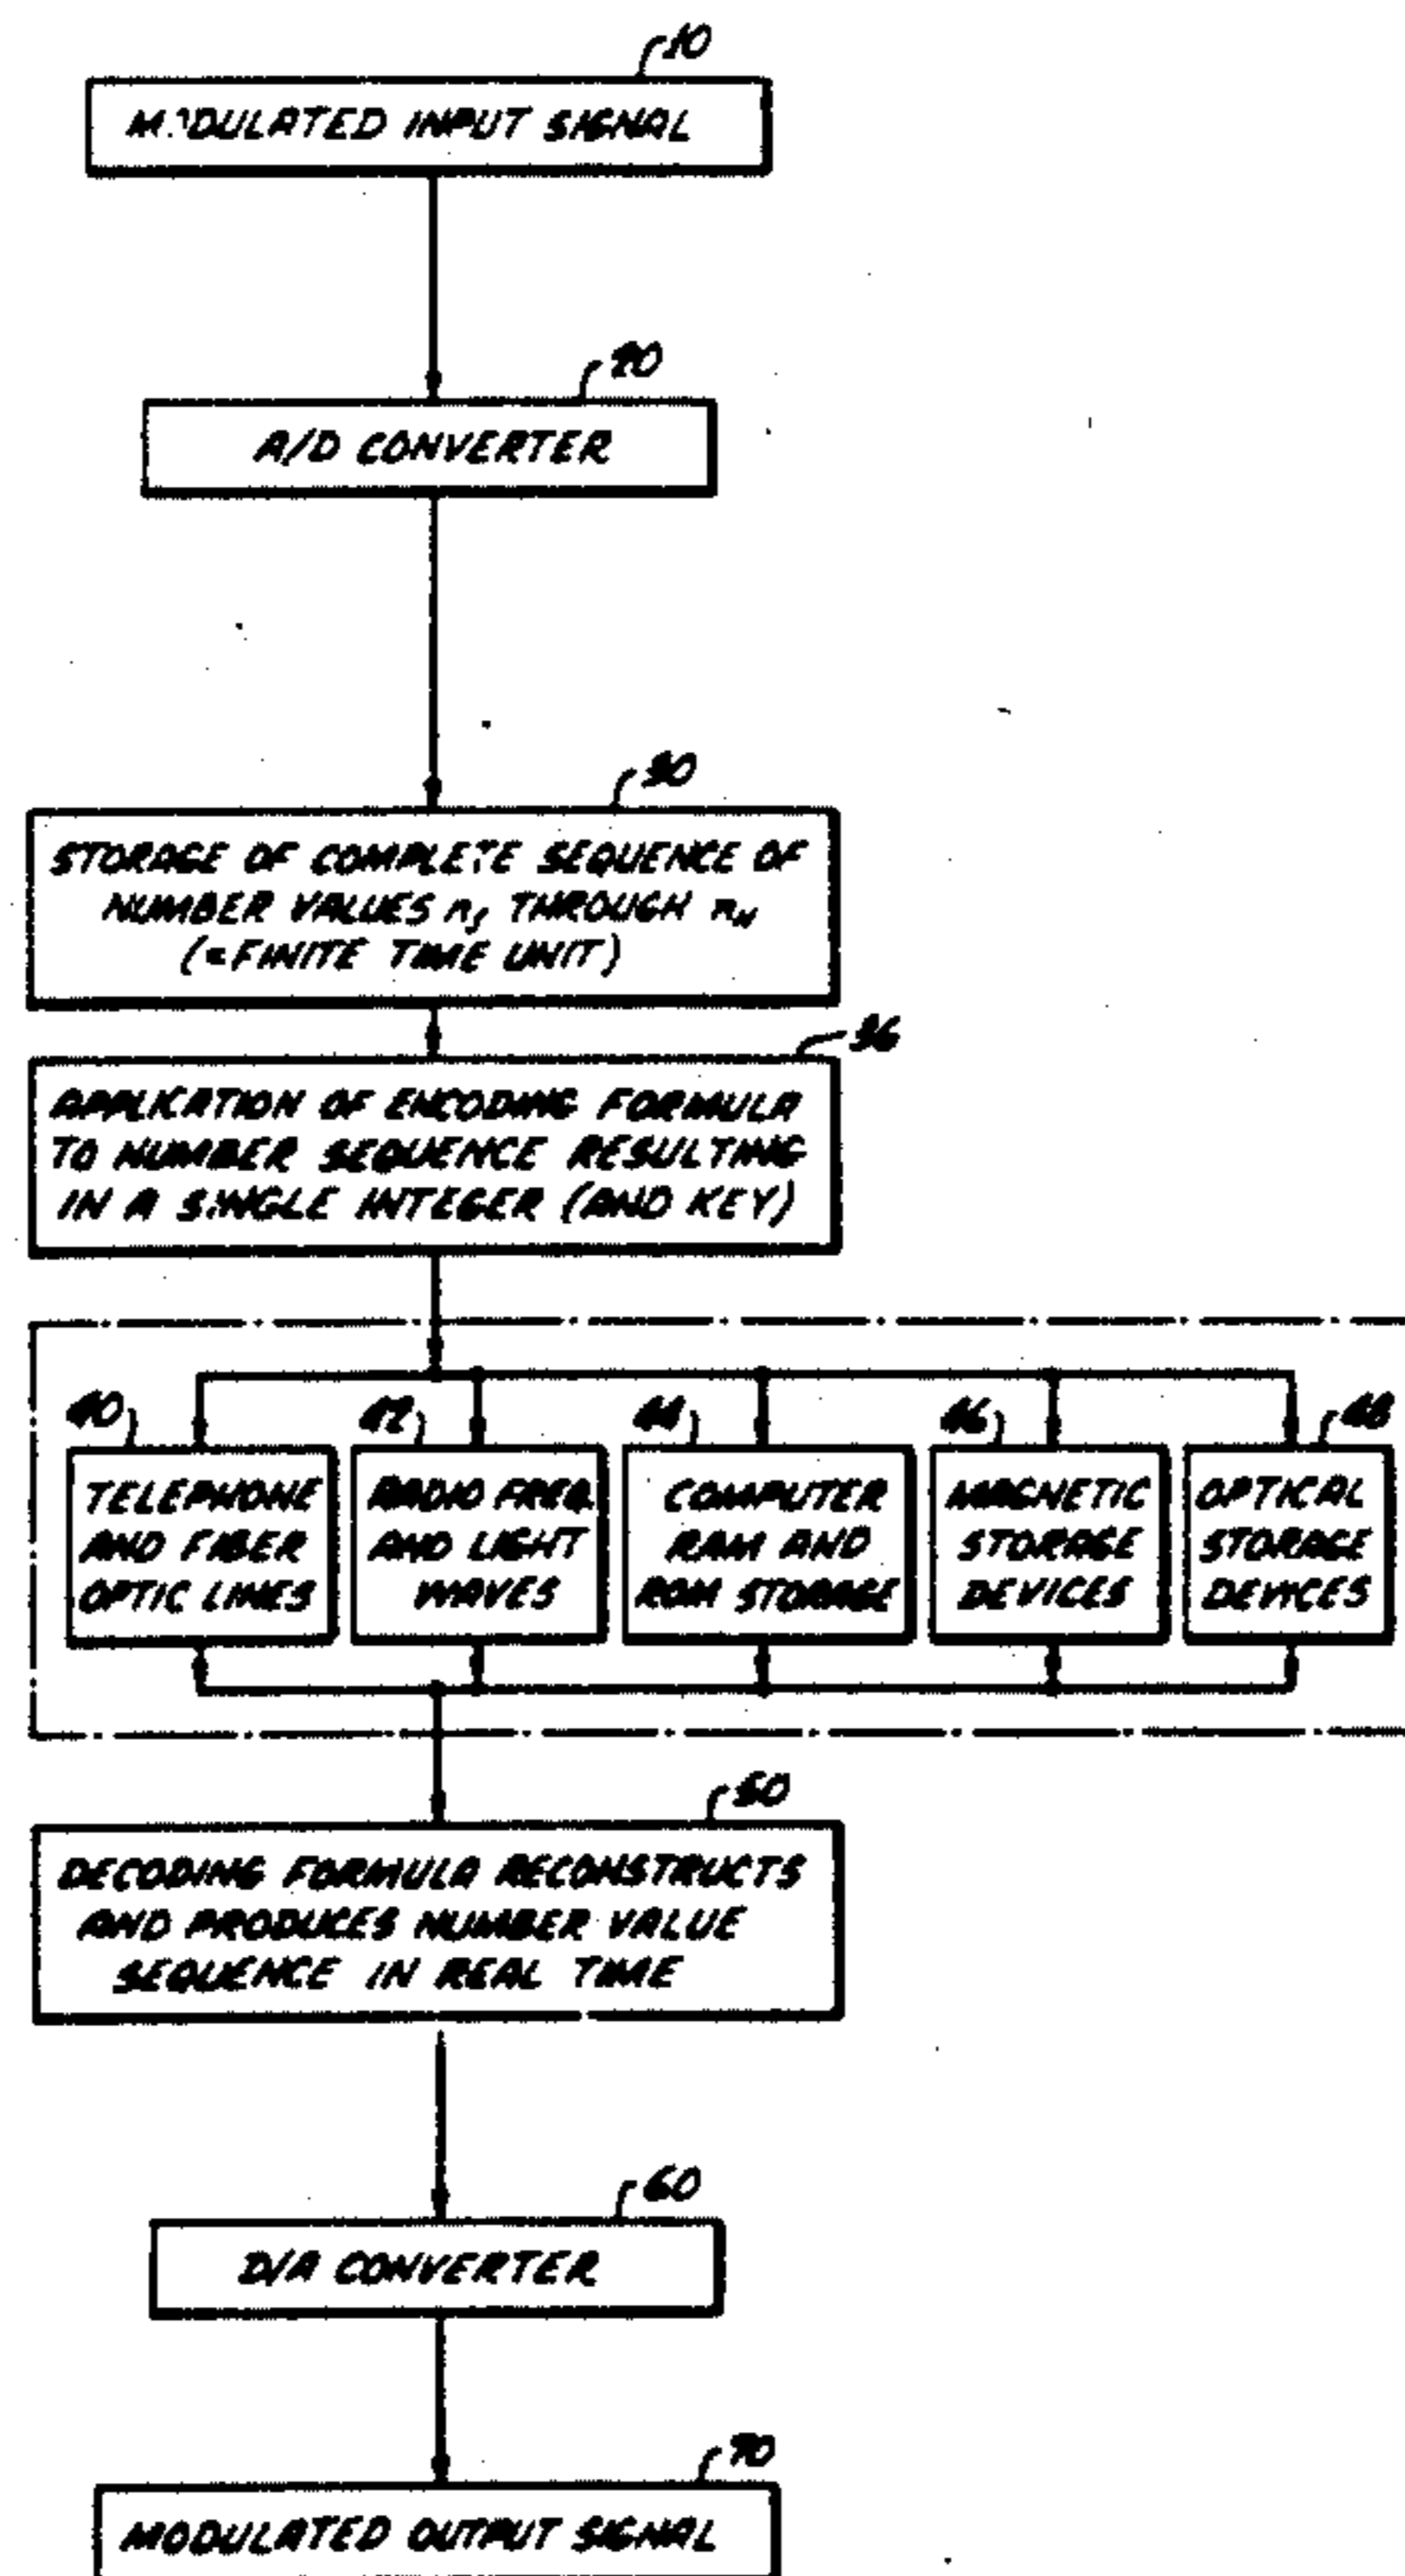 10
MODULATED INPUT SIGNAL
20
A/D CONVERTER
30
STORAGE OF COMPLETE SEQUENCE OF
NUMBER VALUES n₁ THROUGH nₙ
(=FINITE TIME UNIT)
36
APPLICATION OF ENCODING FORMULA
TO NUMBER SEQUENCE RESULTING
IN A SINGLE INTEGER (AND KEY)
40
TELEPHONE
AND FIBER
OPTIC LINES
42
RADIO FREQ.
AND LIGHT
WAVES
44
COMPUTER
RAM AND
ROM STORAGE
46
MAGNETIC
STORAGE
DEVICES
48
OPTICAL
STORAGE
DEVICES
50
DECODING FORMULA RECONSTRUCTS
AND PRODUCES NUMBER VALUE
SEQUENCE IN REAL TIME
60
D/A CONVERTER
70
MODULATED OUTPUT SIGNAL